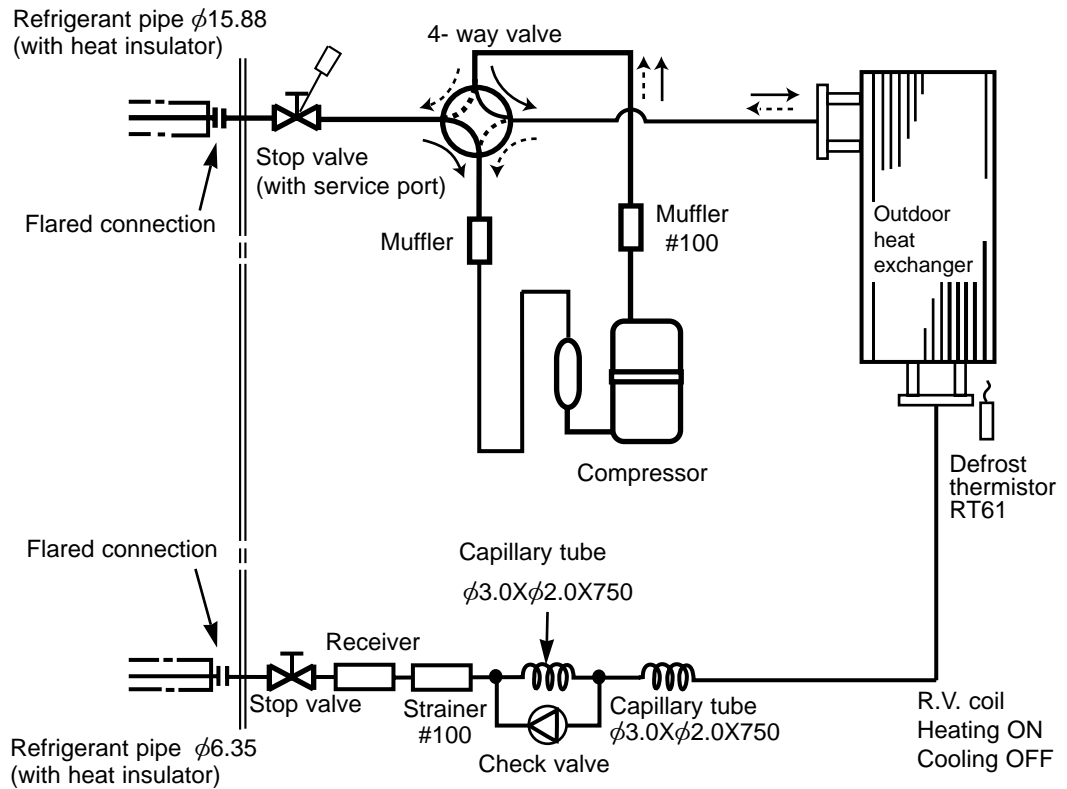 Refrigerant pipe ϕ15.88
(with heat insulator)
4- way valve
Stop valve
(with service port)
Flared connection
Muffler
Muffler
#100
Outdoor
heat
exchanger
Compressor
Defrost
thermistor
RT61
Flared connection
Capillary tube
ϕ3.0Xϕ2.0X750
Receiver
Stop valve
Strainer
#100
Capillary tube
ϕ3.0Xϕ2.0X750
Check valve
R.V. coil
Heating ON
Cooling OFF
Refrigerant pipe ϕ6.35
(with heat insulator)